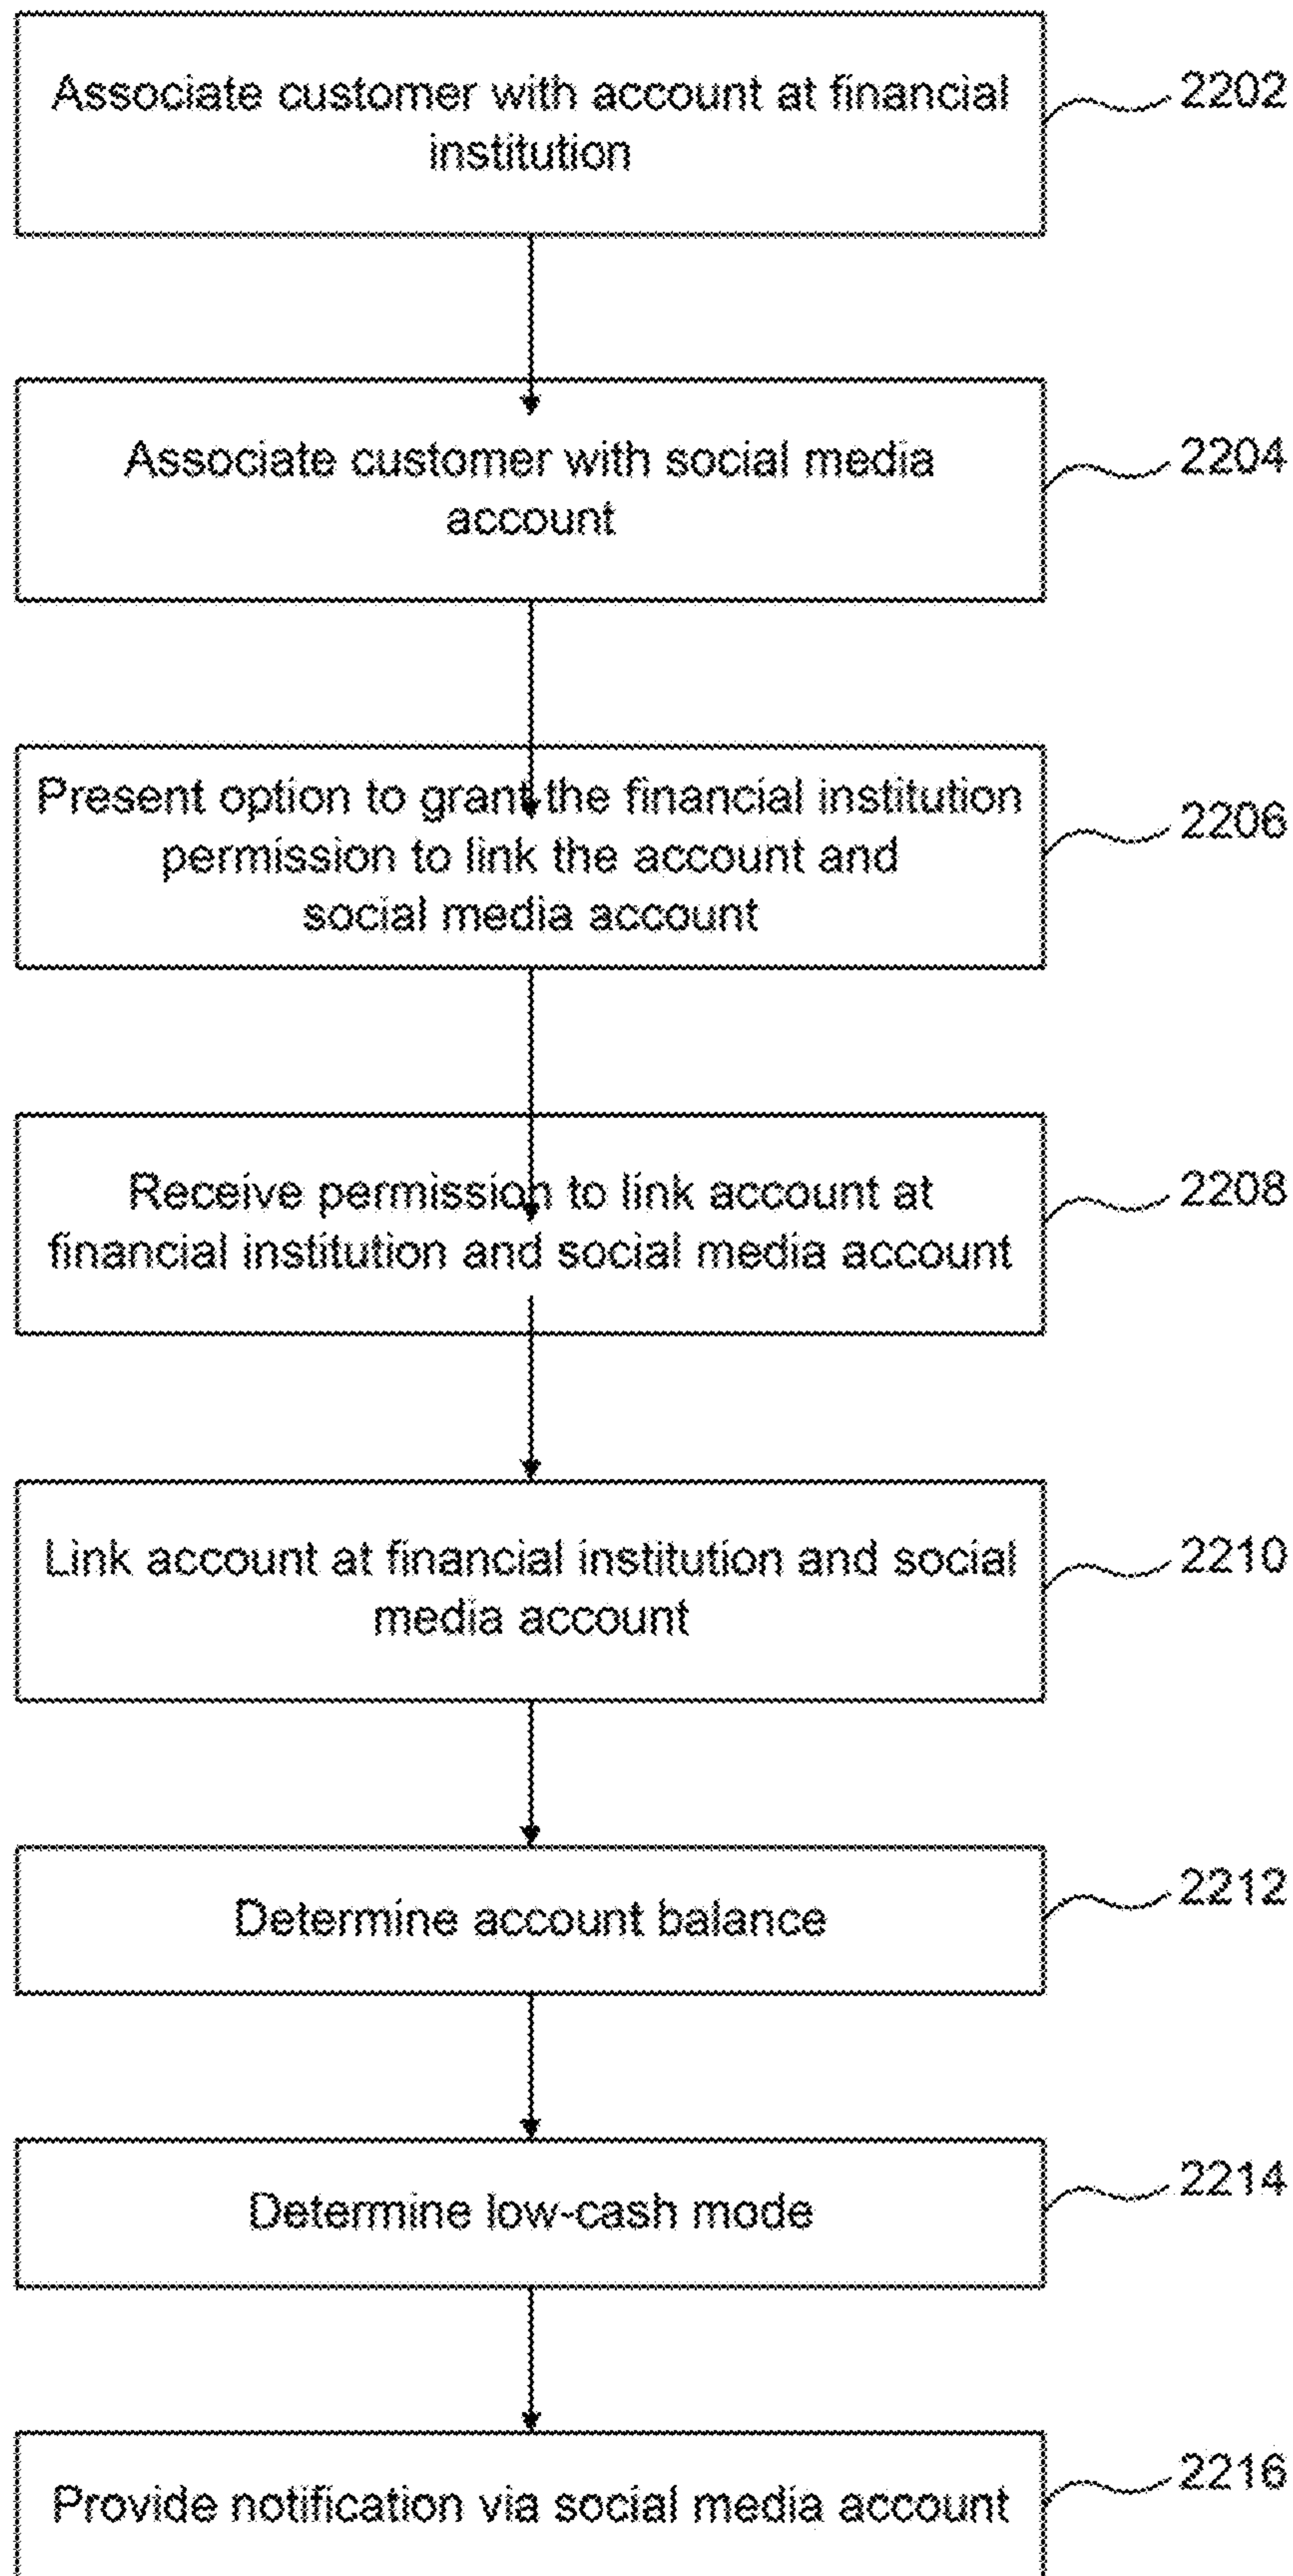 Associate customer with account at financial
institution
2202
Associate customer with social media
account
2204
Present option to grant the financial institution
permission to link the account and
social media account
2206
Receive permission to link account at
financial institution and social media account
2208
Link account at financial institution and social
media account
2210
Determine account balance
2212
Determine low-cash mode
2214
Provide notification via social media account
2216